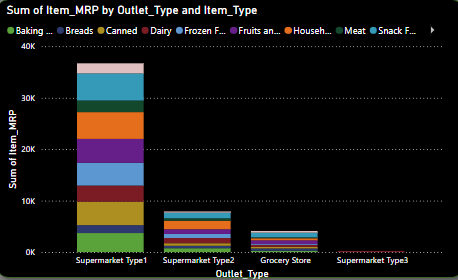 Sum of Item_MRP by Outlet_Type and Item_Type
Baking ... Breads Canned Dairy Frozen F... Fruits an... Househ... Meat Snack F...
40K
30K
20K
10K
0K
Sum of Item_MRP
Supermarket Type1 Supermarket Type2 Grocery Store Supermarket Type3
Outlet_Type